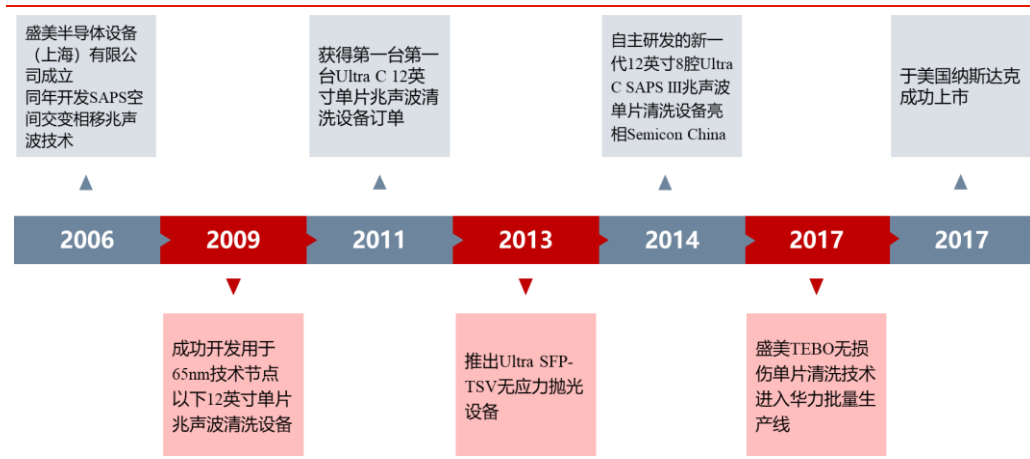 盛美半导体设备
（上海）有限公
司成立
同年开发SAPS空
间交变相移兆声
波技术
获得第一台第一
台Ultra C 12英
寸单片兆声波清
洗设备订单
自主研发的新一
代12英寸8腔Ultra
C SAPS III兆声波
单片清洗设备亮
相Semicon China
于美国纳斯达克
成功上市
2006
2009
2011
2013
2014
2017
2017
成功开发用于
65nm技术节点
以下12英寸单片
兆声波清洗设备
推出Ultra SFP-
TSV无应力抛光
设备
盛美TEBO无损
伤单片清洗技术
进入华力批量生
产线